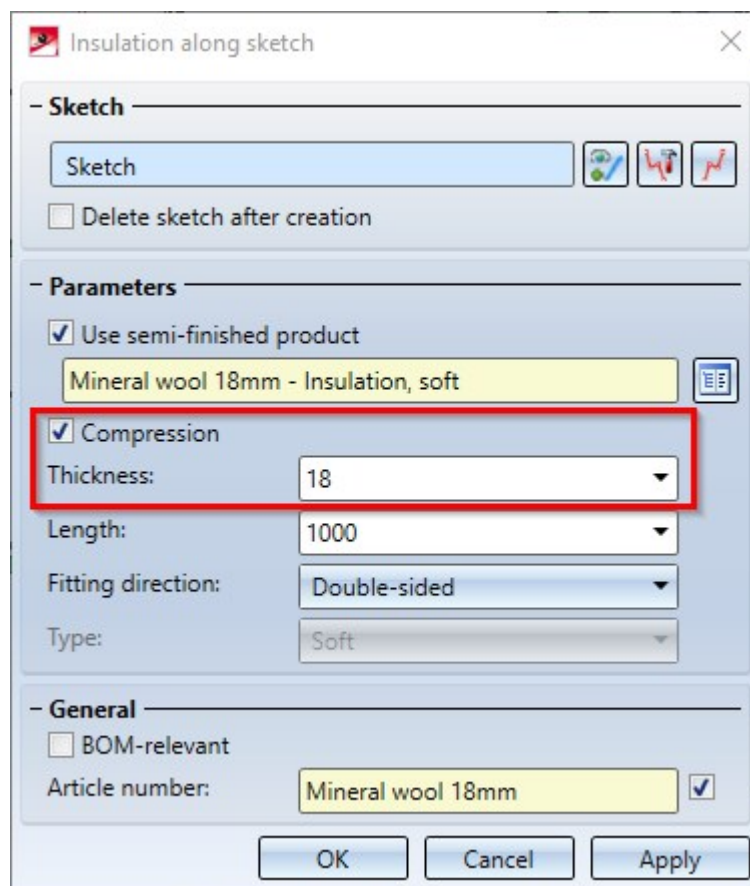 Insulation along sketch
Sketch
Sketch
Delete sketch after creation
Parameters
Use semi-finished product
Mineral wool 18mm - Insulation, soft
Compression
Thickness: 18
Length: 1000
Fitting direction: Double-sided
Type: Soft
General
BOM-relevant
Article number: Mineral wool 18mm
OK Cancel Apply